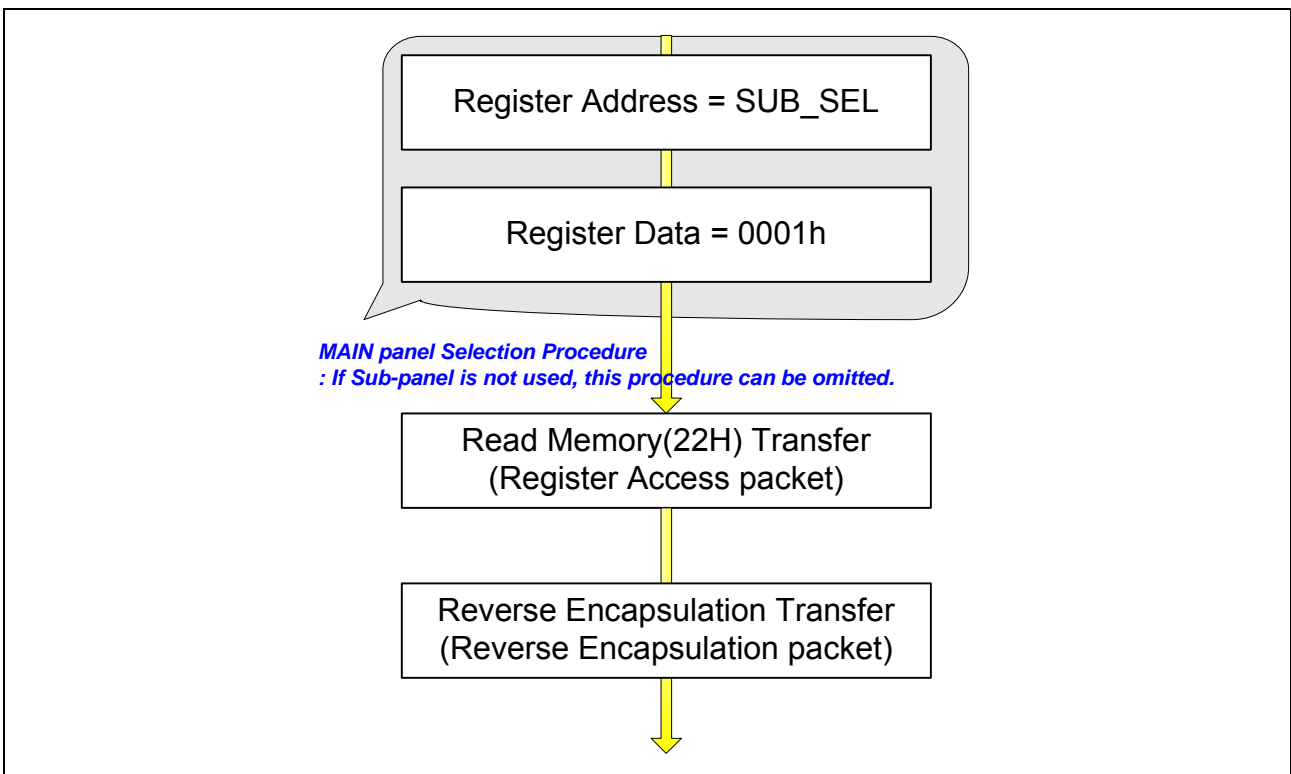 Register Address = SUB_SEL
Register Data = 0001h
MAIN panel Selection Procedure
: If Sub-panel is not used, this procedure can be omitted.
Read Memory(22H) Transfer
(Register Access packet)
Reverse Encapsulation Transfer
(Reverse Encapsulation packet)